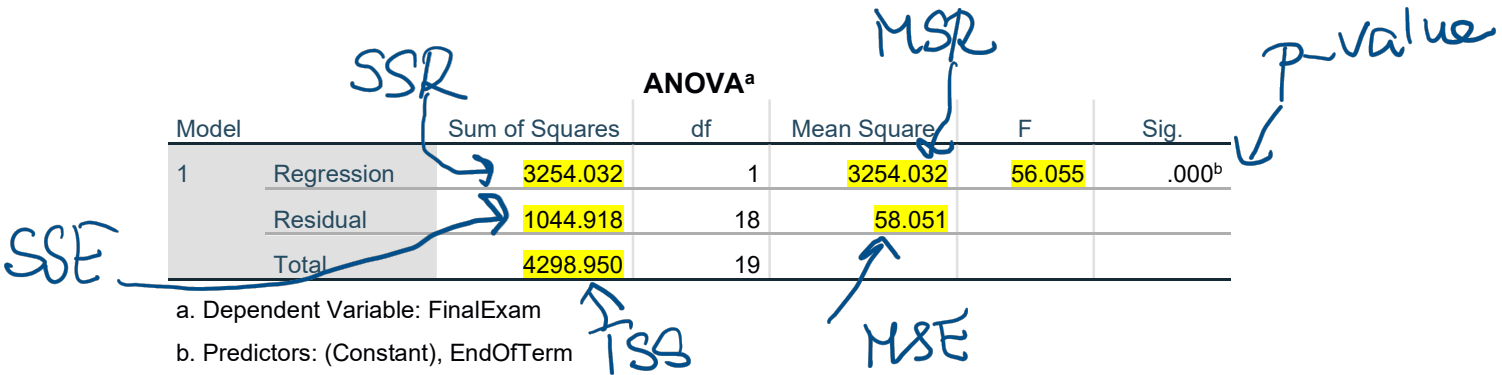 MSR
p-value
SSR
ANOVAᵃ
Model Sum of Squares df Mean Square F Sig.
1 Regression 3254.032 1 3254.032 56.055 .000ᵇ
Residual 1044.918 18 58.051
SSE
Total 4298.950 19
a. Dependent Variable: FinalExam
b. Predictors: (Constant), EndOfTerm
TSS
MSE